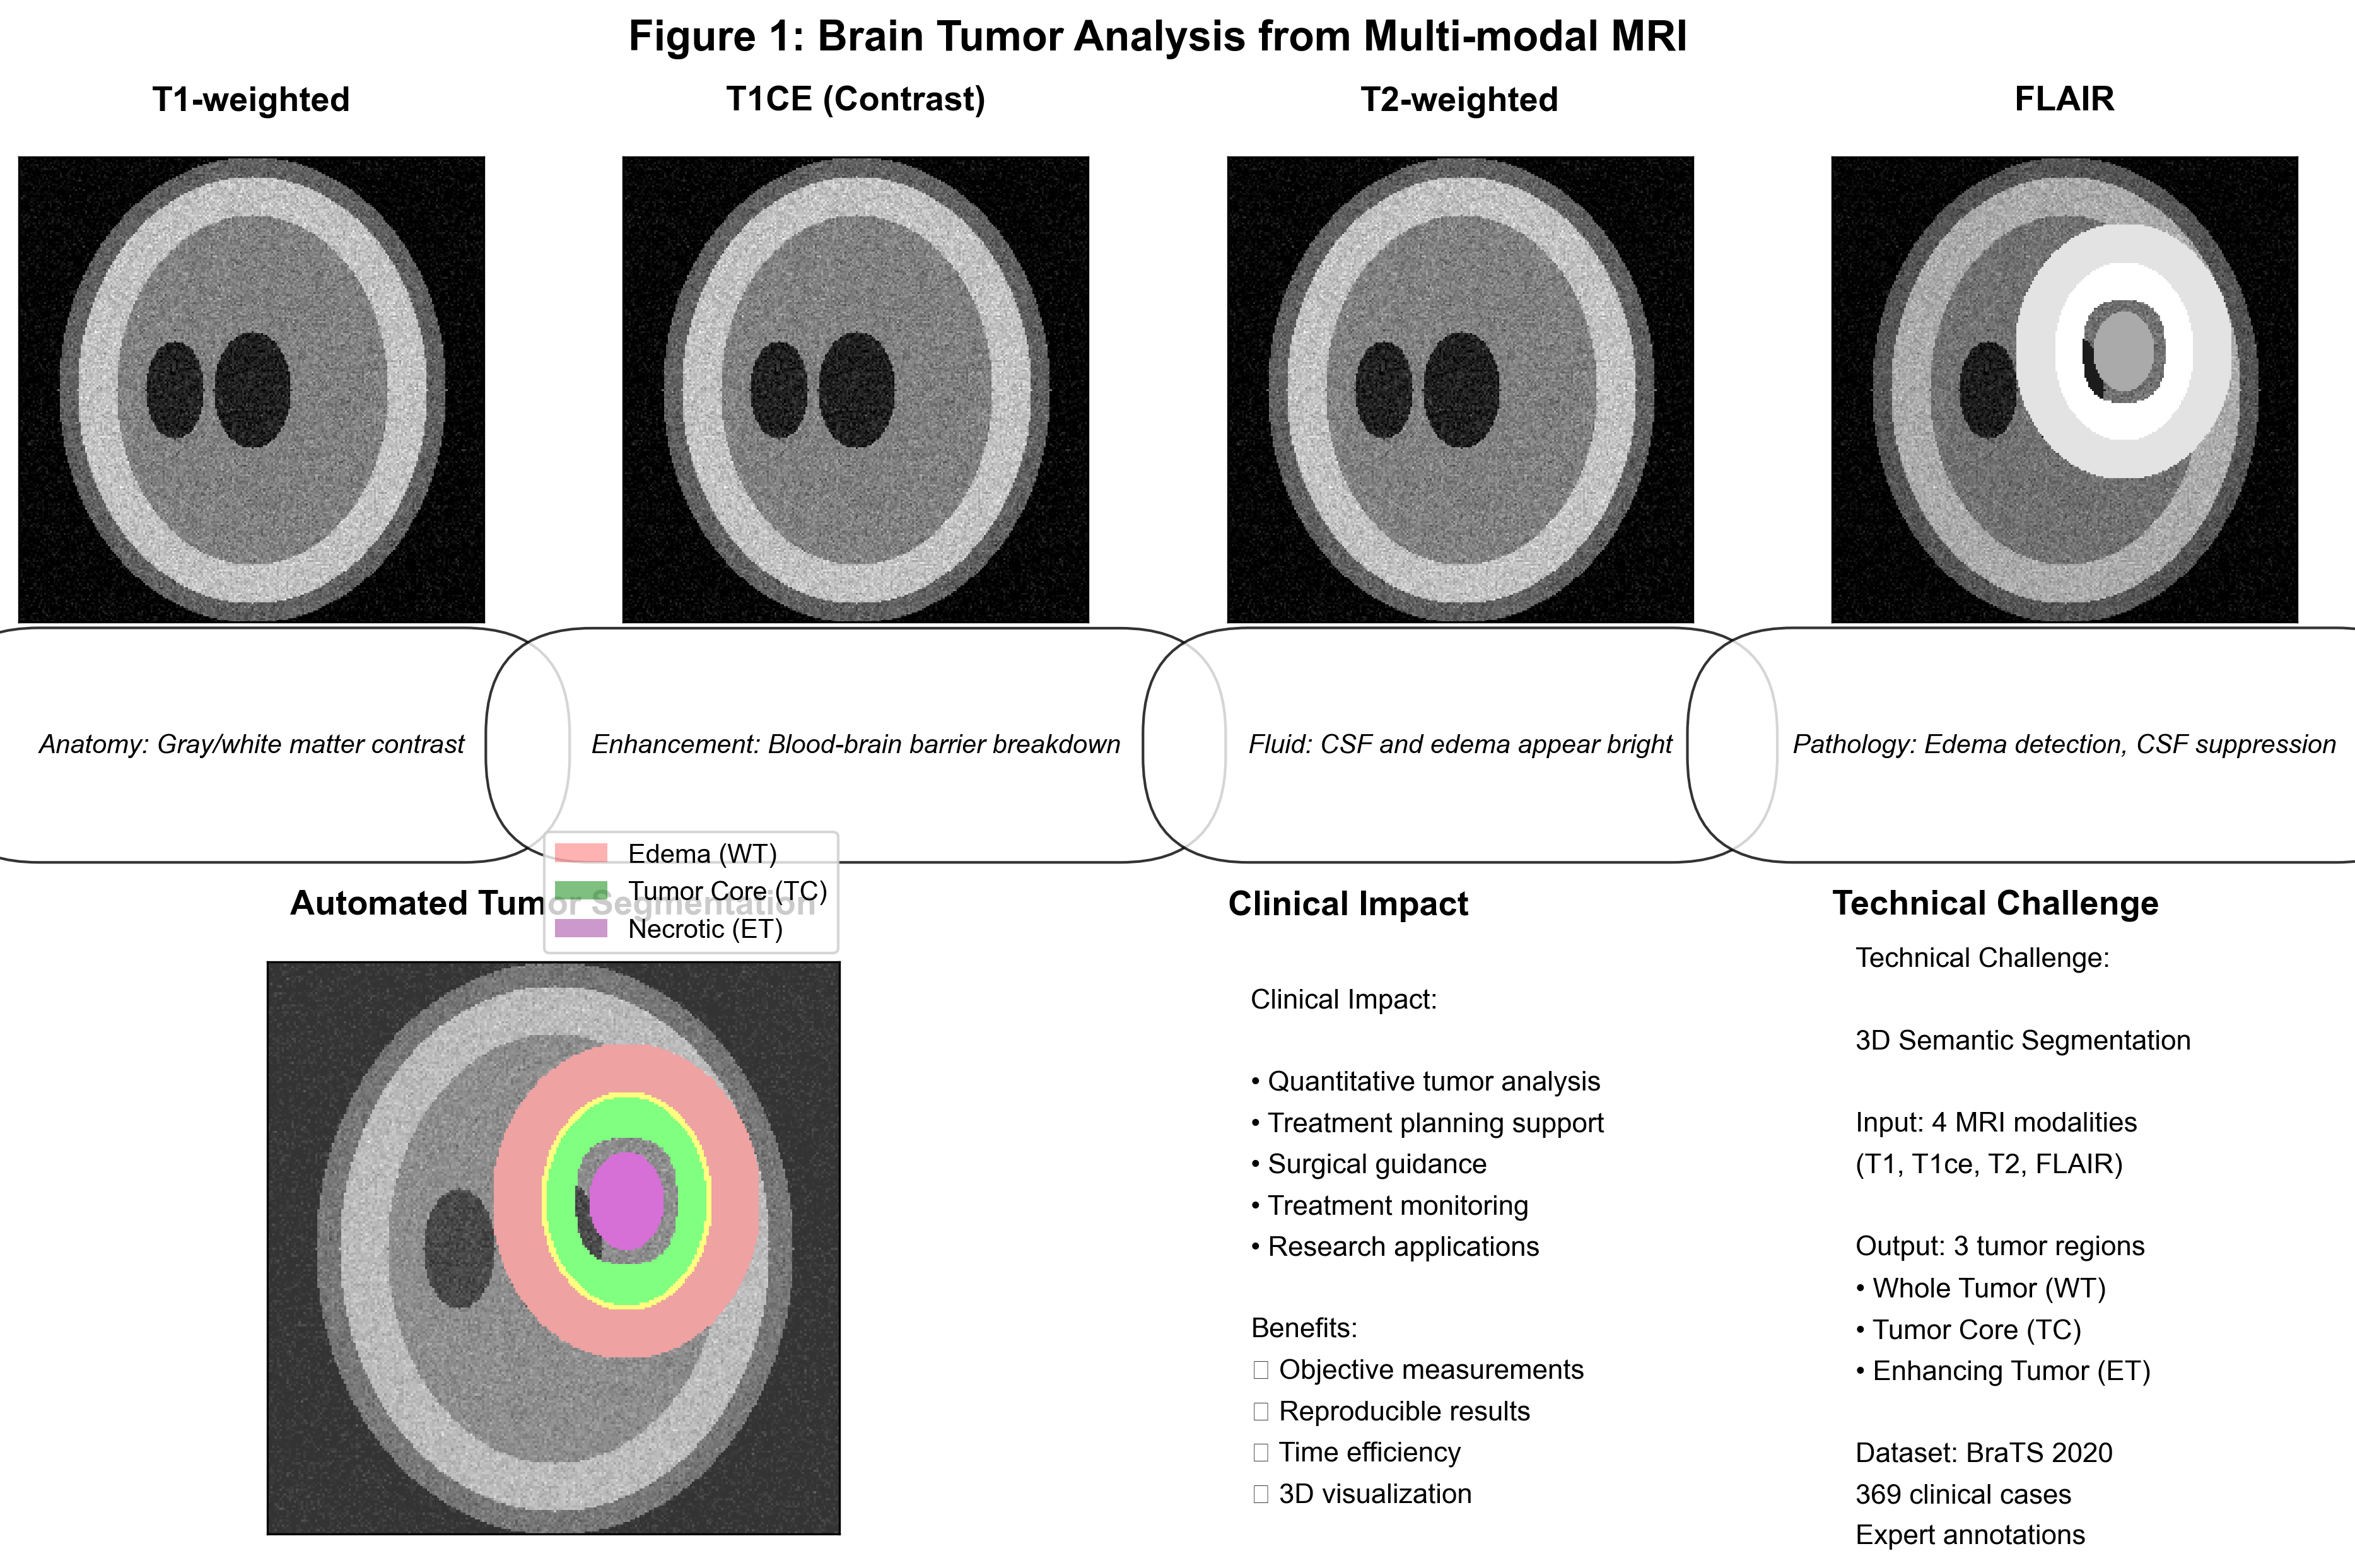 Figure 1: Brain Tumor Analysis from Multi-modal MRI
T1-weighted
T1CE (Contrast)
T2-weighted
FLAIR
Anatomy: Gray/white matter contrast
Enhancement: Blood-brain barrier breakdown
Fluid: CSF and edema appear bright
Pathology: Edema detection, CSF suppression
Edema (WT)
Tumor Core (TC)
Necrotic (ET)
Automated Tumor Segmentation
Clinical Impact
Clinical Impact:
• Quantitative tumor analysis
• Treatment planning support
• Surgical guidance
• Treatment monitoring
• Research applications
Benefits:
□ Objective measurements
□ Reproducible results
□ Time efficiency
□ 3D visualization
Technical Challenge
Technical Challenge:
3D Semantic Segmentation
Input: 4 MRI modalities
(T1, T1ce, T2, FLAIR)
Output: 3 tumor regions
• Whole Tumor (WT)
• Tumor Core (TC)
• Enhancing Tumor (ET)
Dataset: BraTS 2020
369 clinical cases
Expert annotations